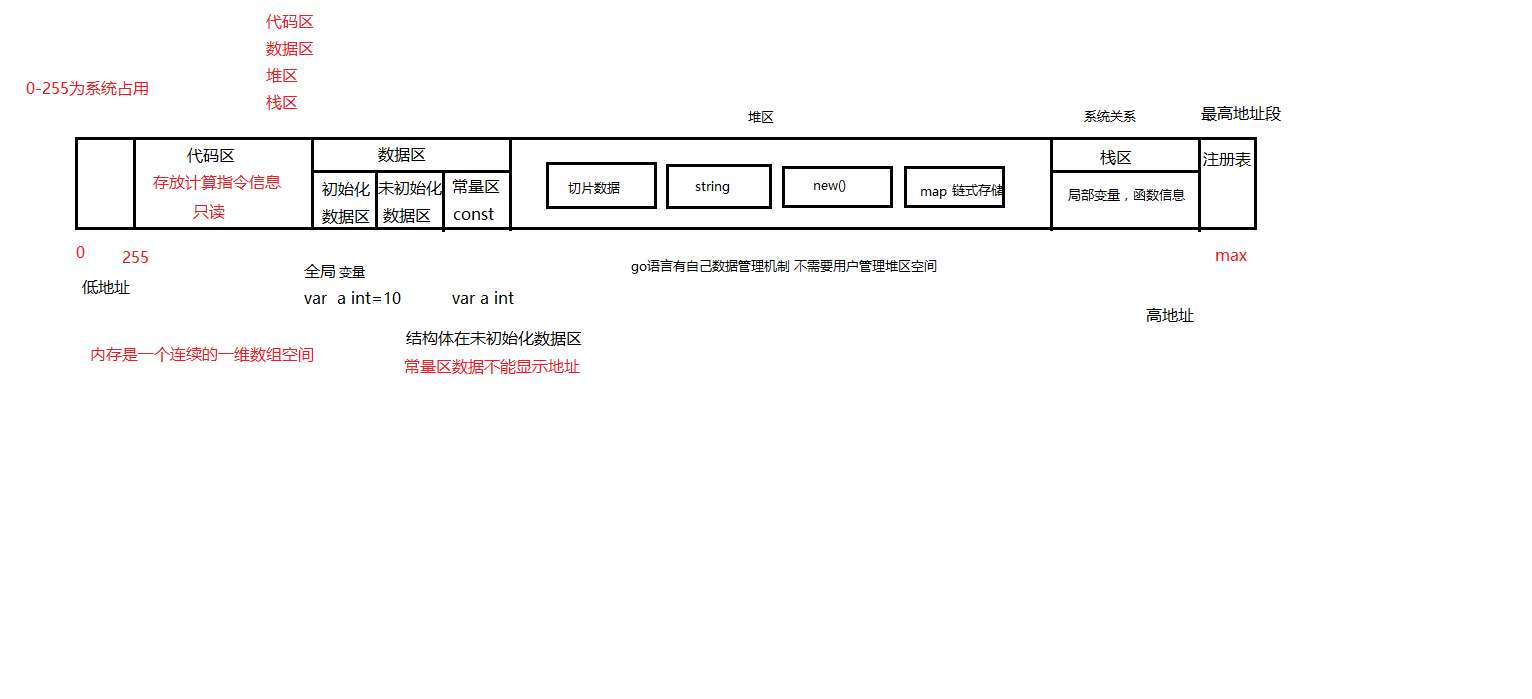 代码区
数据区
堆区
栈区
0-255为系统占用
堆区
系统关系
最高地址段
代码区
存放计算指令信息
只读
数据区
初始化
数据区
未初始化
数据区
常量区
const
切片数据
string
new()
map 链式存储
栈区
局部变量，函数信息
注册表
0
255
max
低地址
全局 变量
var a int=10
var a int
go语言有自己数据管理机制 不需要用户管理堆区空间
高地址
结构体在未初始化数据区
内存是一个连续的一维数组空间
常量区数据不能显示地址